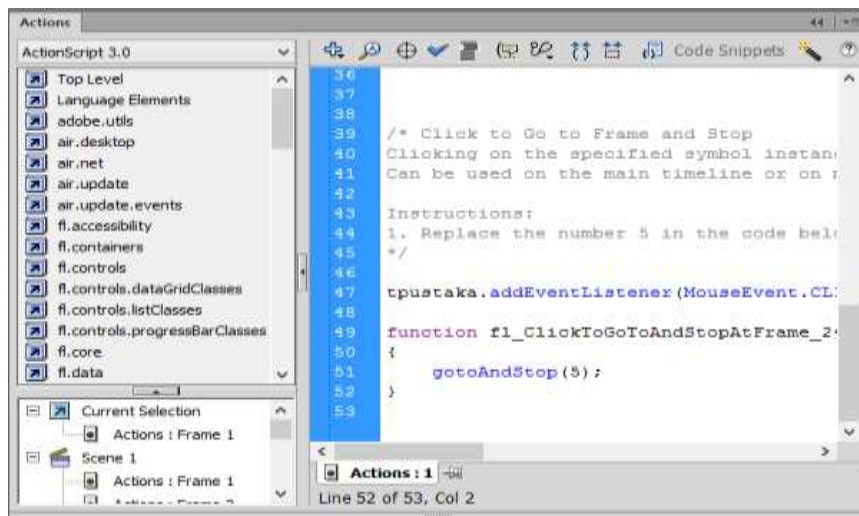 Actions
ActionScript 3.0
Top Level
Language Elements
adobe.utils
air.desktop
air.net
air.update
air.update.events
fl.accessibility
fl.containers
fl.controls
fl.controls.dataGridClasses
fl.controls.listClasses
fl.controls.progressBarClasses
fl.core
fl.data
Current Selection
Actions : Frame 1
Scene 1
Actions : Frame 1
Code Snippets
36
37
38
39 /* Click to Go to Frame and Stop
40 Clicking on the specified symbol instan
41 Can be used on the main timeline or on
42
43 Instructions:
44 1. Replace the number 5 in the code bel
45 */
46
47 tpustaka.addEventListener(MouseEvent.CL
48
49 function fl_ClickToGoToAndStopAtFrame_2
50 {
51 gotoAndStop(5);
52 }
53
Actions : 1
Line 52 of 53, Col 2